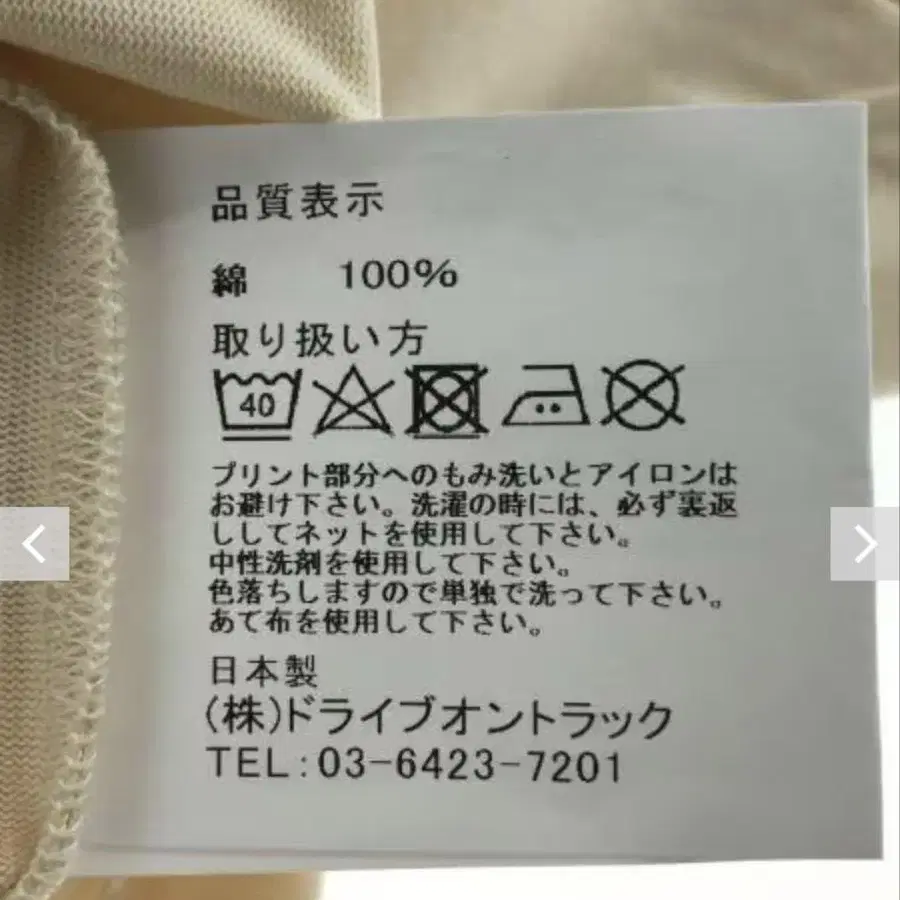 品質表示
綿 100%
取り扱い方
40
プリント部分へのもみ洗いとアイロンは
お避け下さい。洗濯の時には、必ず裏返
ししてネットを使用して下さい。
中性洗剤を使用して下さい。
色落ちしますので単独で洗って下さい。
あて布を使用して下さい。
日本製
(株)ドライブオントラック
TEL:03-6423-7201